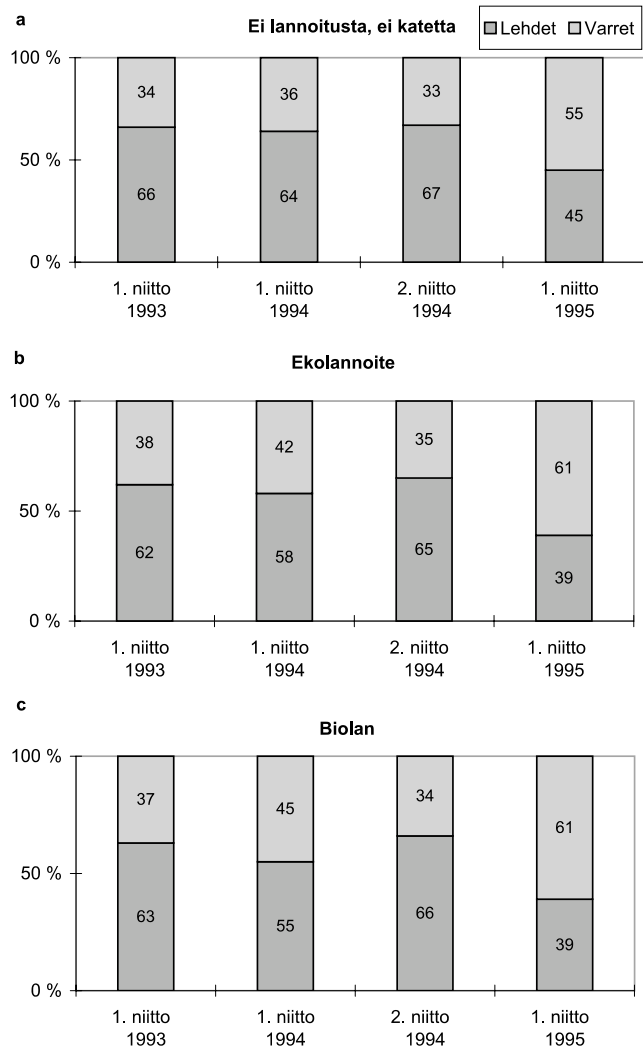 a
Ei lannoitusta, ei katetta
Lehdet Varret
100 %
50 %
0 %
34 36 33 55
66 64 67 45
1. niitto 1. niitto 2. niitto 1. niitto
1993 1994 1994 1995
b
Ekolannoite
100 %
50 %
0 %
38 42 35 61
62 58 65 39
1. niitto 1. niitto 2. niitto 1. niitto
1993 1994 1994 1995
c
Biolan
100 %
50 %
0 %
37 45 34 61
63 55 66 39
1. niitto 1. niitto 2. niitto 1. niitto
1993 1994 1994 1995